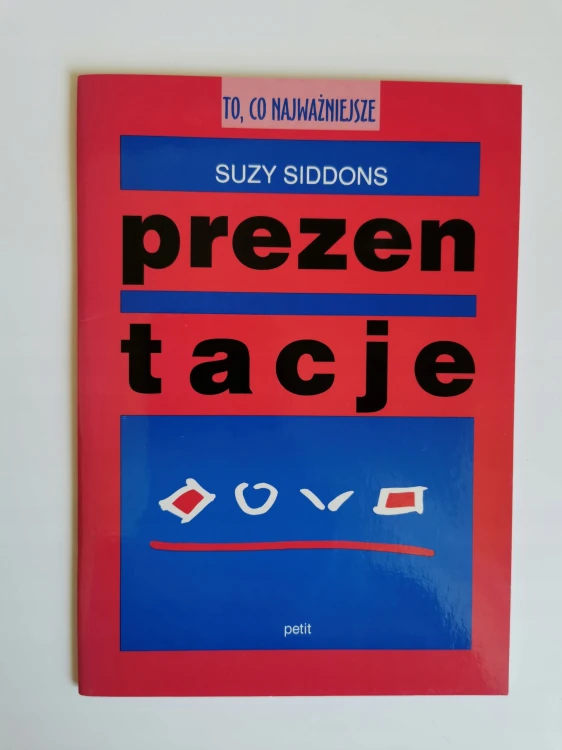 TO, CO NAJWAŻNIEJSZE
SUZY SIDDONS
prezen
tacje
petit